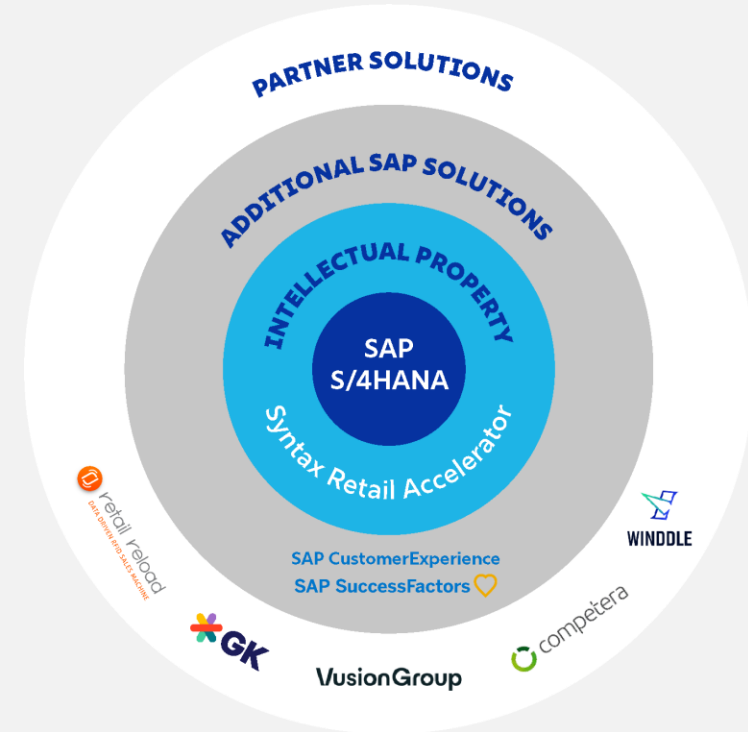 PARTNER SOLUTIONS
ADDITIONAL SAP SOLUTIONS
INTELLECTUAL PROPERTY
SAP
S/4HANA
Syntax Retail Accelerator
SAP CustomerExperience
SAP SuccessFactors
retail reload
DATA DRIVEN RFID SALES MACHINE
GK
VusionGroup
competera
WINDDLE